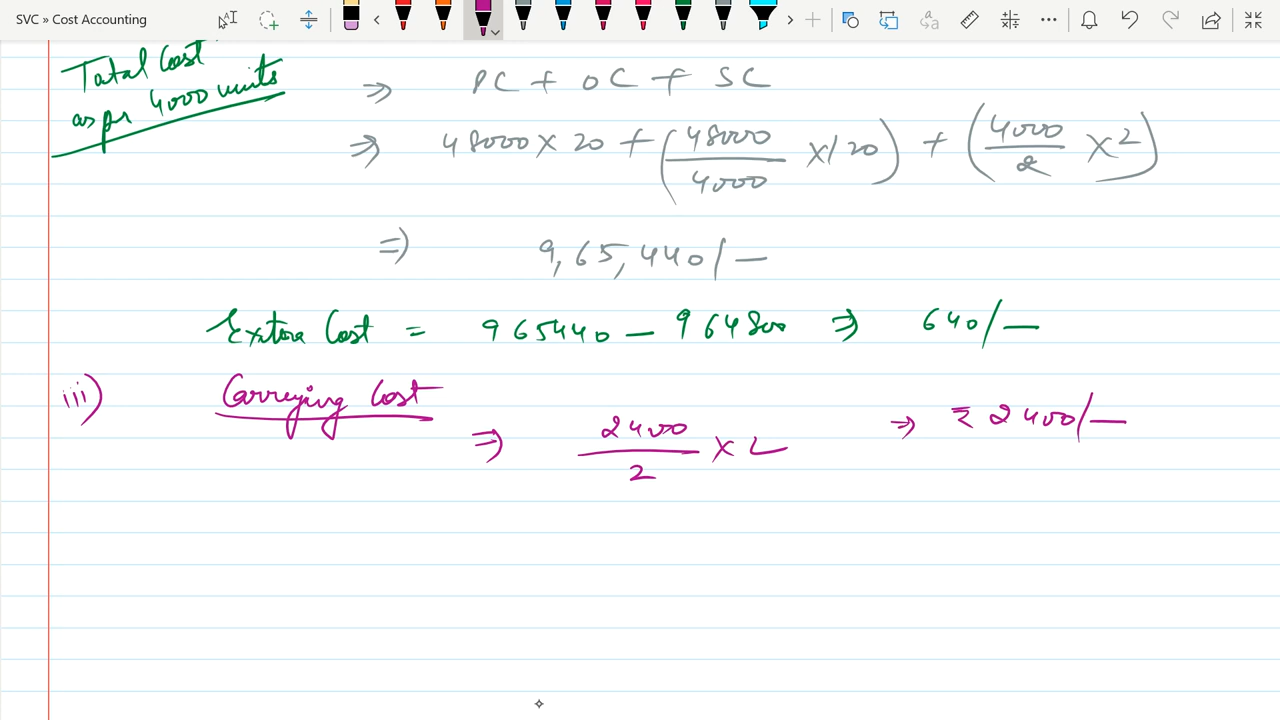 SVC » Cost Accounting
Total Cost
as per 4000 units
⇒ PC + OC + SC
⇒ 48000 × 20 + (48000/4000 × 120) + (4000/2 × 2)
⇒ 9,65,440/—
Extra Cost = 965440 — 964800 ⇒ 640/—
iii) Carrying Cost
⇒ 2400/2 × 2 ⇒ ₹ 2400/—